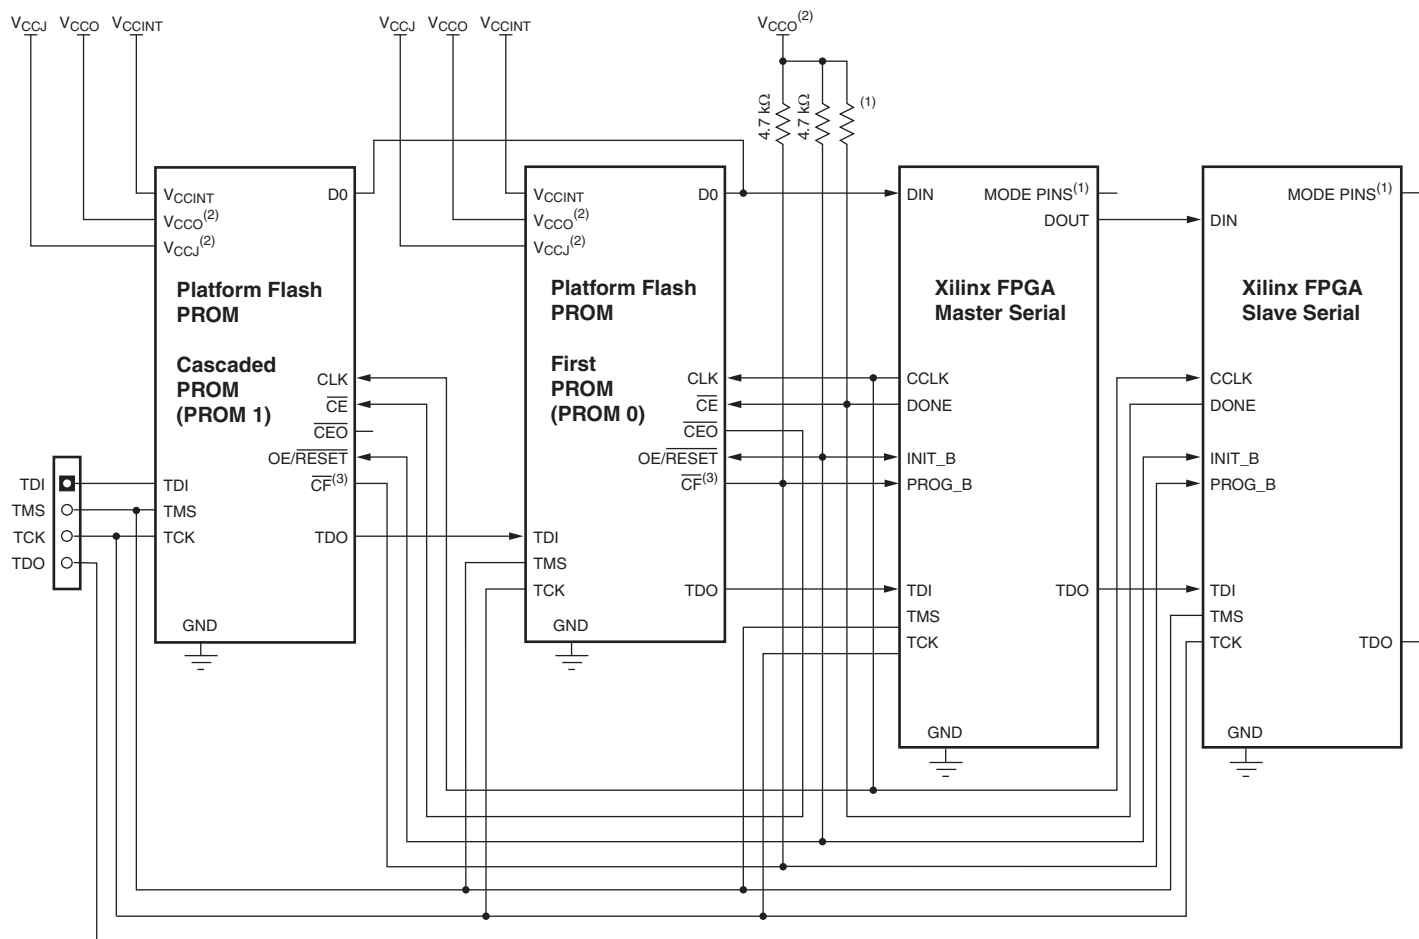 VCCJ VCCO VCCINT
VCCJ VCCO VCCINT
VCCO(2)
4.7 kΩ
4.7 kΩ
(1)
VCCINT
VCCO(2)
VCCJ(2)
D0
Platform Flash
PROM
Cascaded
PROM
(PROM 1)
CLK
CE
CEO
OE/RESET
CF(3)
TDI
TMS
TCK
TDO
GND
TDI
TMS
TCK
TDO
VCCINT
VCCO(2)
VCCJ(2)
D0
Platform Flash
PROM
First
PROM
(PROM 0)
CLK
CE
CEO
OE/RESET
CF(3)
TDI
TMS
TCK
TDO
GND
DIN
MODE PINS(1)
DOUT
Xilinx FPGA
Master Serial
CCLK
DONE
INIT_B
PROG_B
TDI
TMS
TCK
TDO
GND
MODE PINS(1)
DIN
Xilinx FPGA
Slave Serial
CCLK
DONE
INIT_B
PROG_B
TDI
TMS
TCK
TDO
GND